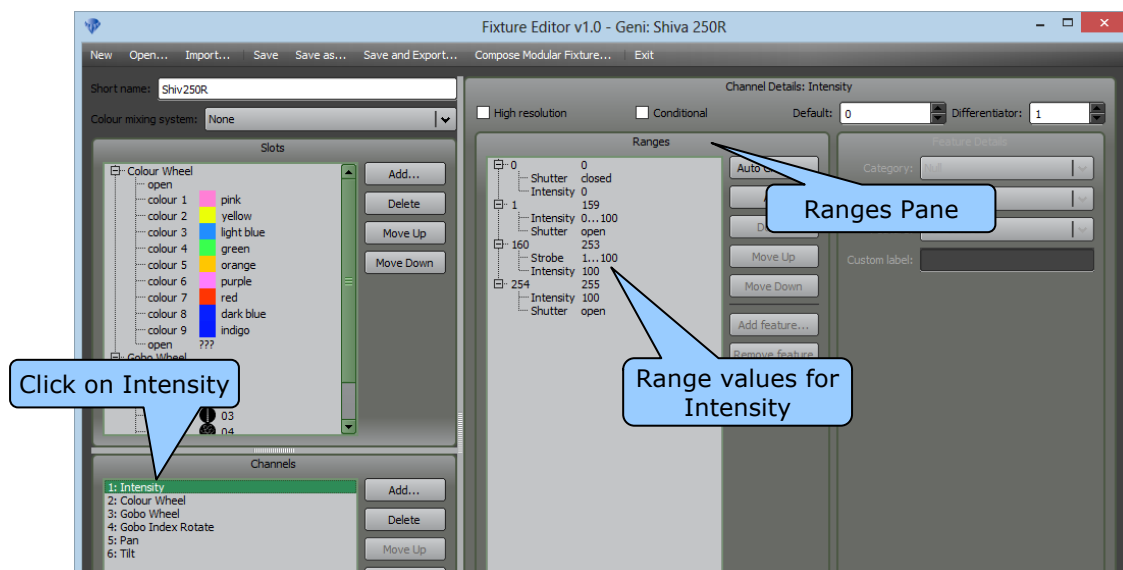 Fixture Editor v1.0 - Geni: Shiva 250R
New Open... Import... Save Save as... Save and Export... Compose Modular Fixture... Exit
Short name: Shiv250R
Colour mixing system: None
Slots
Colour Wheel
open
colour 1 pink
colour 2 yellow
colour 3 light blue
colour 4 green
colour 5 orange
colour 6 purple
colour 7 red
colour 8 dark blue
colour 9 indigo
open ???
Gobo Wheel
03
04
Add...
Delete
Move Up
Move Down
Click on Intensity
Channels
1: Intensity
2: Colour Wheel
3: Gobo Wheel
4: Gobo Index Rotate
5: Pan
6: Tilt
Add...
Delete
Move Up
Channel Details: Intensity
High resolution Conditional Default: 0 Differentiator: 1
Ranges
0 0
Shutter closed
Intensity 0
1 159
Intensity 0...100
Shutter open
160 253
Strobe 1...100
Intensity 100
254 255
Intensity 100
Shutter open
Auto
Move Up
Move Down
Add feature...
Remove feature
Ranges Pane
Range values for
Intensity
Feature Details
Category: Null
Custom label: